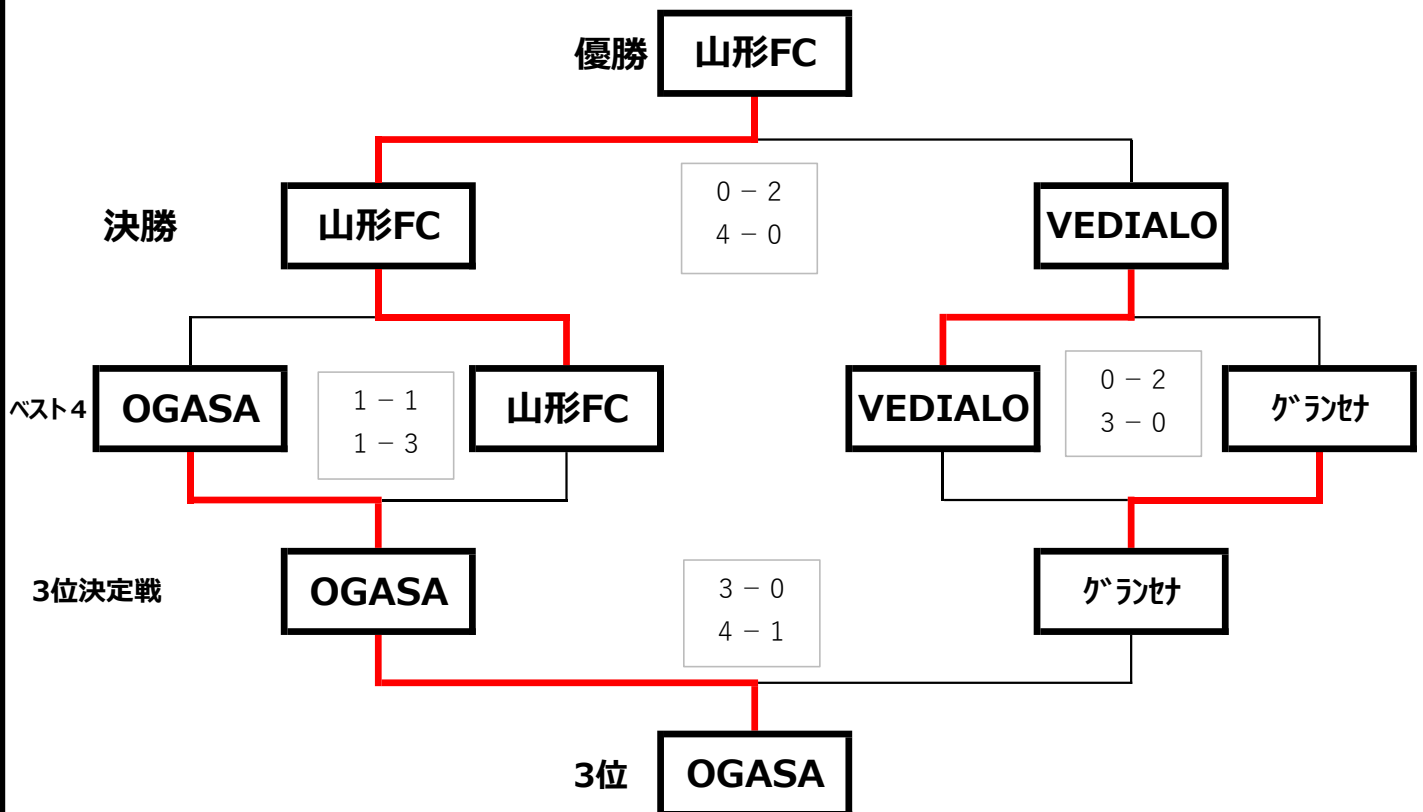 優勝 山形FC
0 − 2
4 − 0
決勝 山形FC VEDIALO
ベスト4 OGASA 山形FC VEDIALO グランセナ
1 − 1
1 − 3
0 − 2
3 − 0
3位決定戦 OGASA グランセナ
3 − 0
4 − 1
3位 OGASA